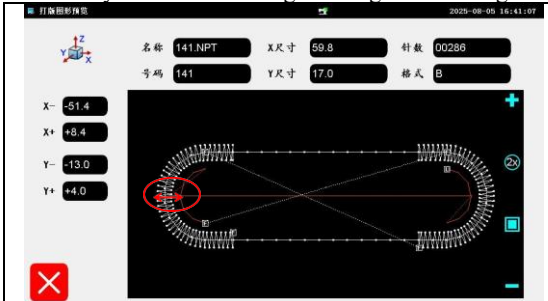 打版图形预览 2025-08-05 16:41:07
Z
Y X
名称 141.NPT X尺寸 59.8 针数 00286
号码 141 Y尺寸 17.0 格式 B
X- -51.4
X+ +8.4
2X
Y- -13.0
Y+ +4.0